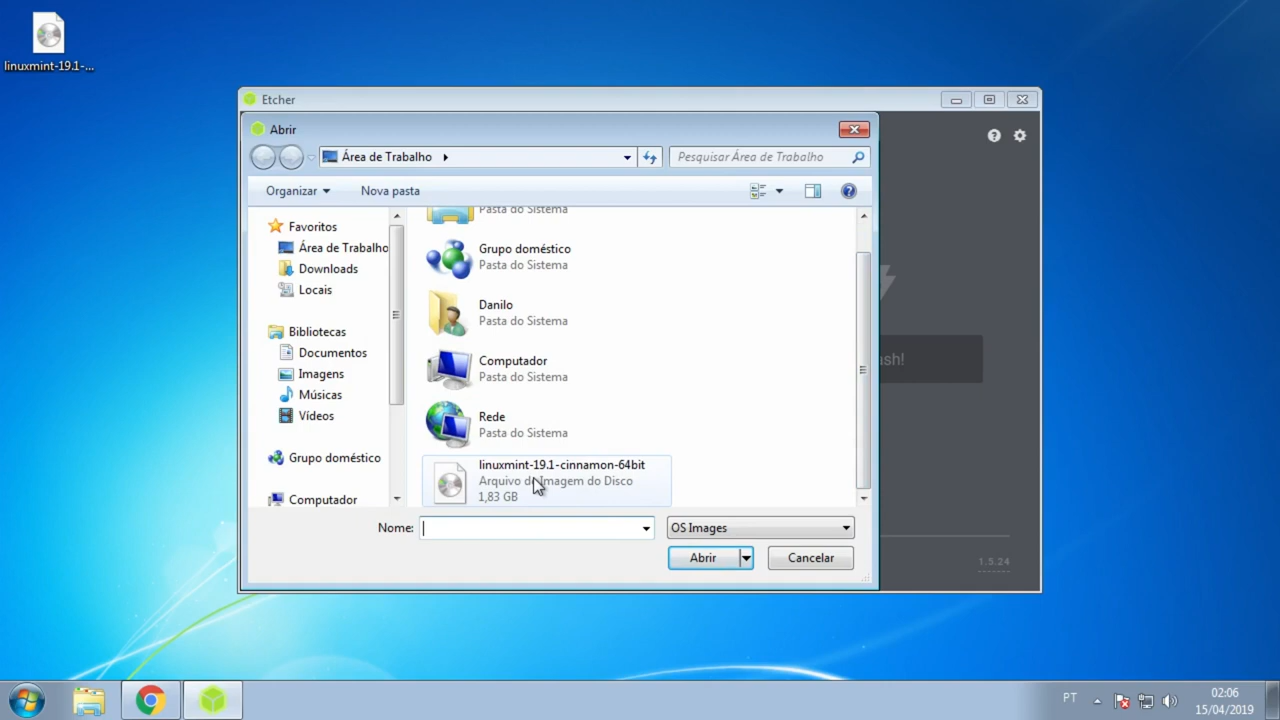 linuxmint-19.1-...
Etcher
Abrir
Área de Trabalho
Pesquisar Área de Trabalho
Organizar
Nova pasta
Favoritos
Área de Trabalho
Downloads
Locais
Bibliotecas
Documentos
Imagens
Músicas
Vídeos
Grupo doméstico
Computador
Pasta do Sistema
Grupo doméstico
Pasta do Sistema
Danilo
Pasta do Sistema
Computador
Pasta do Sistema
Rede
Pasta do Sistema
linuxmint-19.1-cinnamon-64bit
Arquivo de Imagem do Disco
1,83 GB
Nome:
OS Images
Abrir
Cancelar
ash!
1.5.24
PT
02:06
15/04/2019